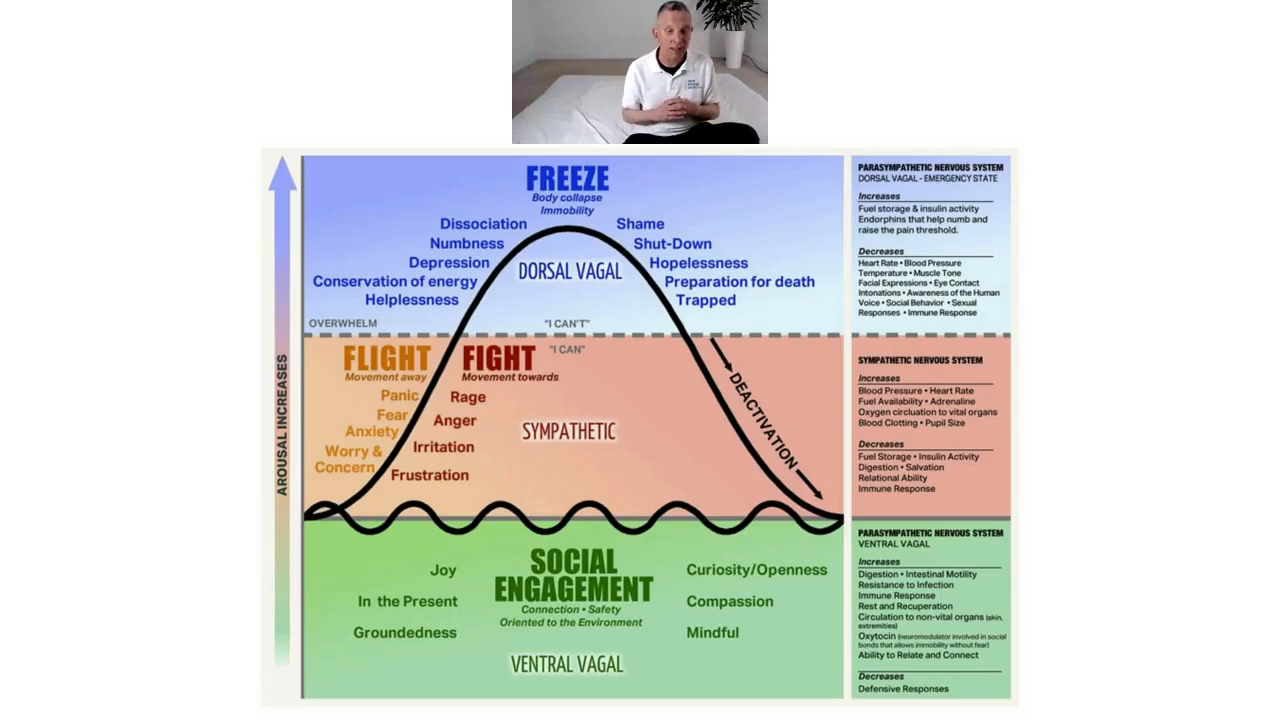 AROUSAL INCREASES
FREEZE
Body collapse
Immobility
Dissociation
Numbness
Depression
Conservation of energy
Helplessness
Shame
Shut-Down
Hopelessness
Preparation for death
Trapped
DORSAL VAGAL
OVERWHELM
"I CAN'T"
"I CAN"
FLIGHT
Movement away
Panic
Fear
Anxiety
Worry &
Concern
FIGHT
Movement towards
Rage
Anger
Irritation
Frustration
SYMPATHETIC
DEACTIVATION
SOCIAL
ENGAGEMENT
Connection • Safety
Oriented to the Environment
Joy
In the Present
Groundedness
Curiosity/Openness
Compassion
Mindful
VENTRAL VAGAL
PARASYMPATHETIC NERVOUS SYSTEM
DORSAL VAGAL - EMERGENCY STATE
Increases
Fuel storage & insulin activity
Endorphins that help numb and
raise the pain threshold.
Decreases
Heart Rate • Blood Pressure
Temperature • Muscle Tone
Facial Expressions • Eye Contact
Intonations • Awareness of the Human
Voice • Social Behavior • Sexual
Responses • Immune Response
SYMPATHETIC NERVOUS SYSTEM
Increases
Blood Pressure • Heart Rate
Fuel Availability • Adrenaline
Oxygen circluation to vital organs
Blood Clotting • Pupil Size
Decreases
Fuel Storage • Insulin Activity
Digestion • Salvation
Relational Ability
Immune Response
PARASYMPATHETIC NERVOUS SYSTEM
VENTRAL VAGAL
Increases
Digestion • Intestinal Motility
Resistance to Infection
Immune Response
Rest and Recuperation
Circulation to non-vital organs (skin,
extremities)
Oxytocin (neuromodulator involved in social
bonds that allows immobility without fear)
Ability to Relate and Connect
Decreases
Defensive Responses